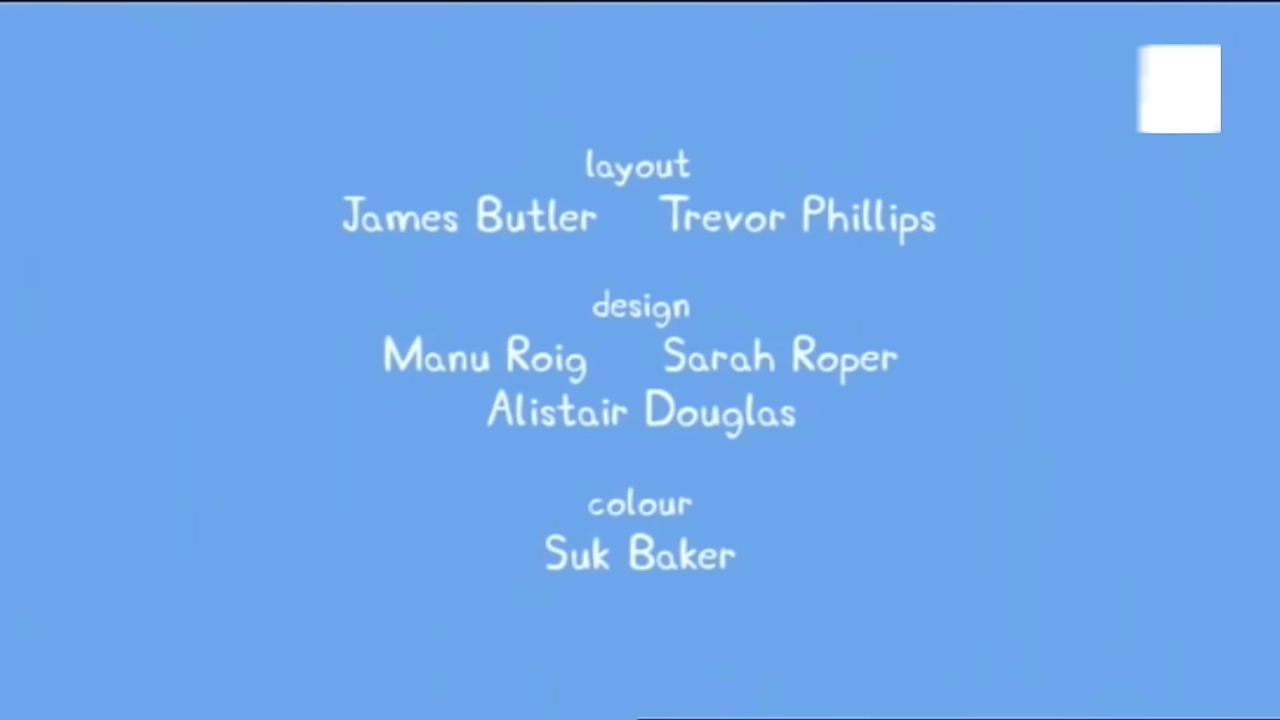 layout
James Butler Trevor Phillips
design
Manu Roig Sarah Roper
Alistair Douglas
colour
Suk Baker